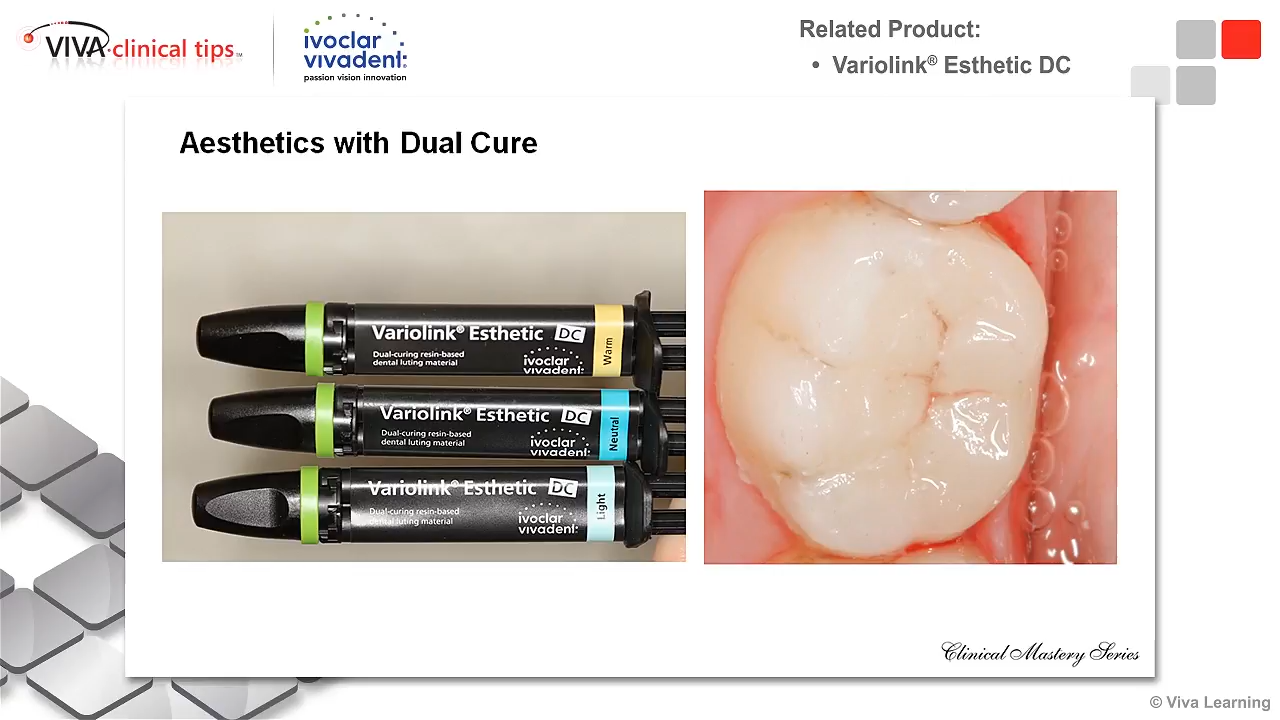 VIVA clinical tips™
ivoclar
vivadent:
passion vision innovation
Related Product:
• Variolink® Esthetic DC
Aesthetics with Dual Cure
Variolink® Esthetic DC
Dual-curing resin-based
dental luting material
ivoclar
vivadent:
Warm
Variolink® Esthetic DC
Dual-curing resin-based
dental luting material
ivoclar
vivadent:
Neutral
Variolink® Esthetic DC
Dual-curing resin-based
dental luting material
ivoclar
vivadent:
Light
Clinical Mastery Series
© Viva Learning